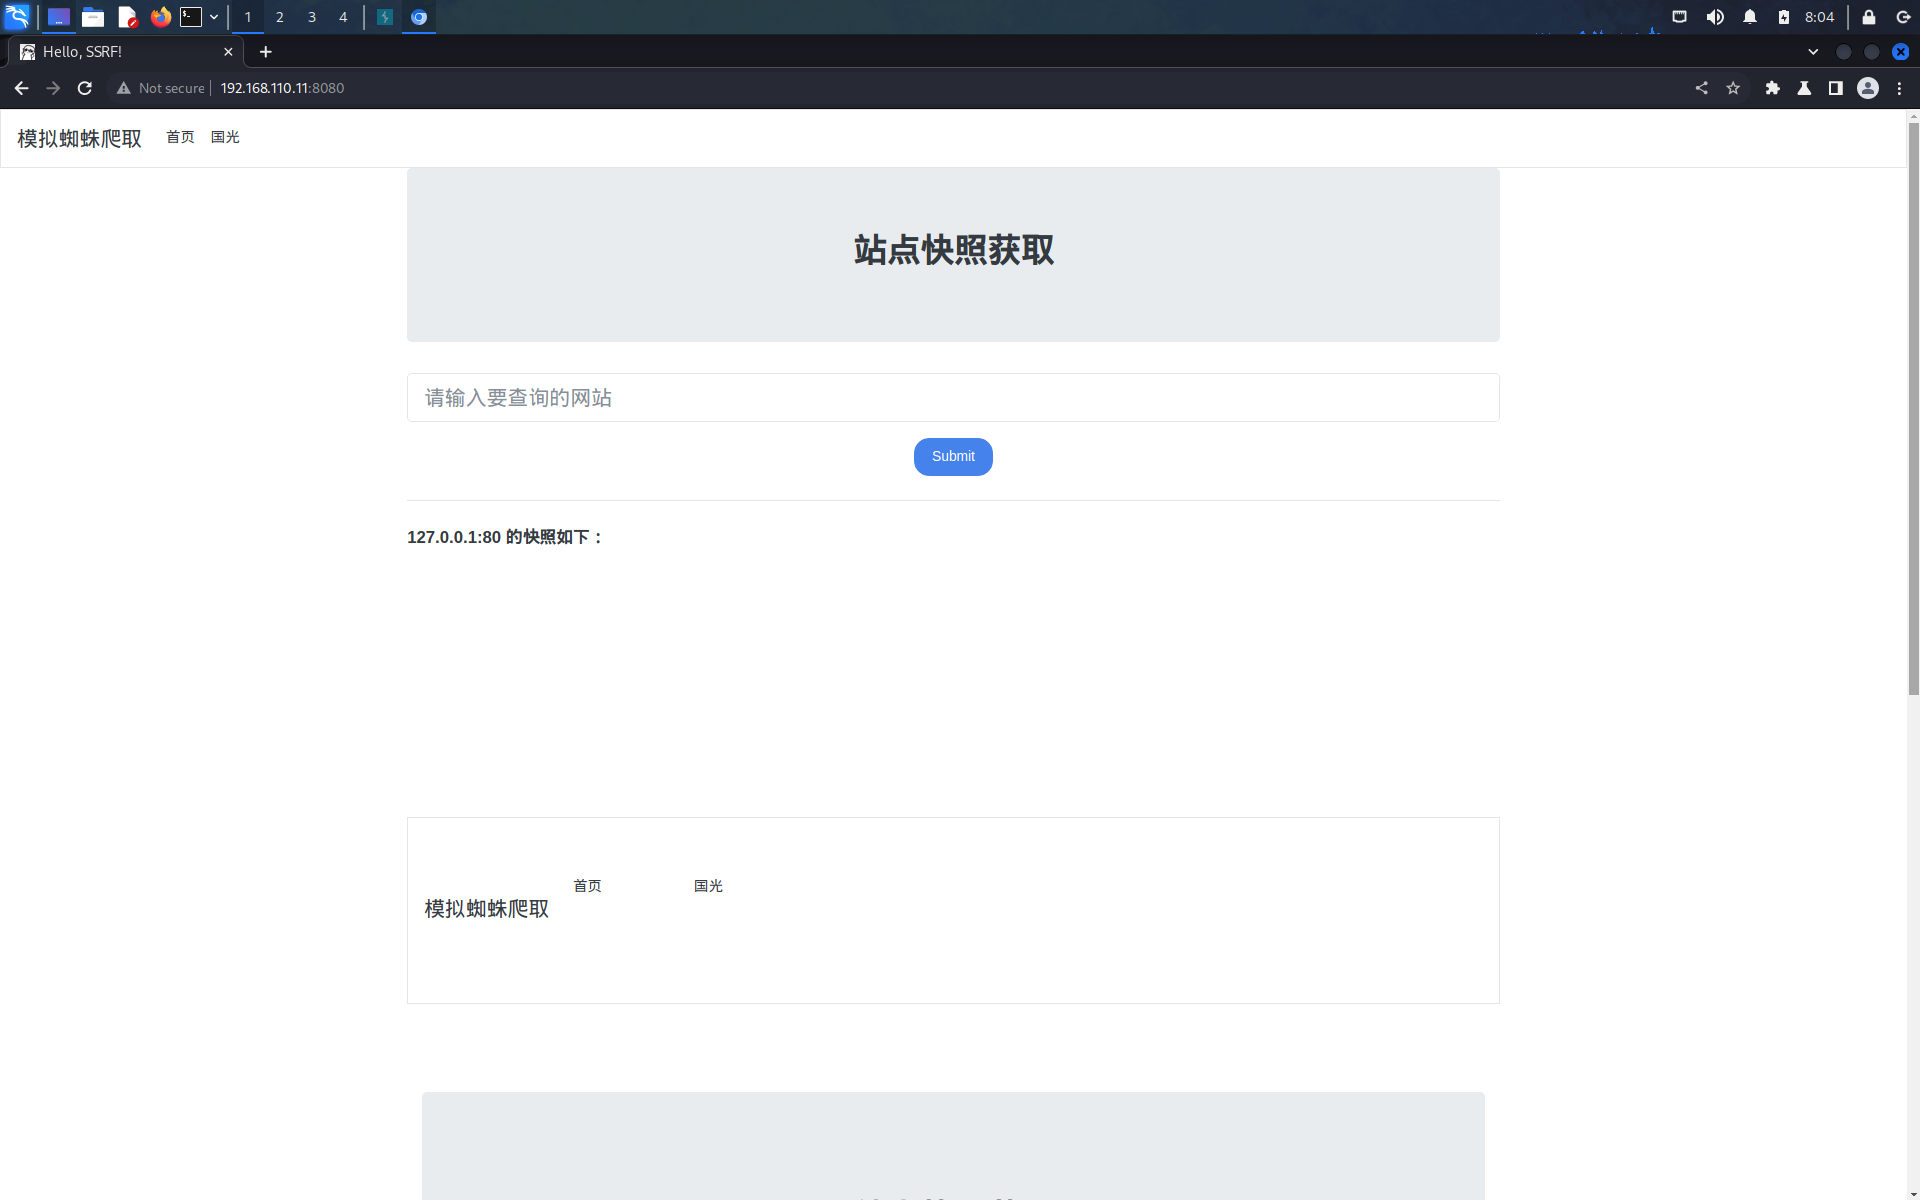 1 2 3 4 8:04
Hello, SSRF!
Not secure 192.168.110.11:8080
模拟蜘蛛爬取 首页 国光
站点快照获取
请输入要查询的网站
Submit
127.0.0.1:80 的快照如下：
首页 国光
模拟蜘蛛爬取